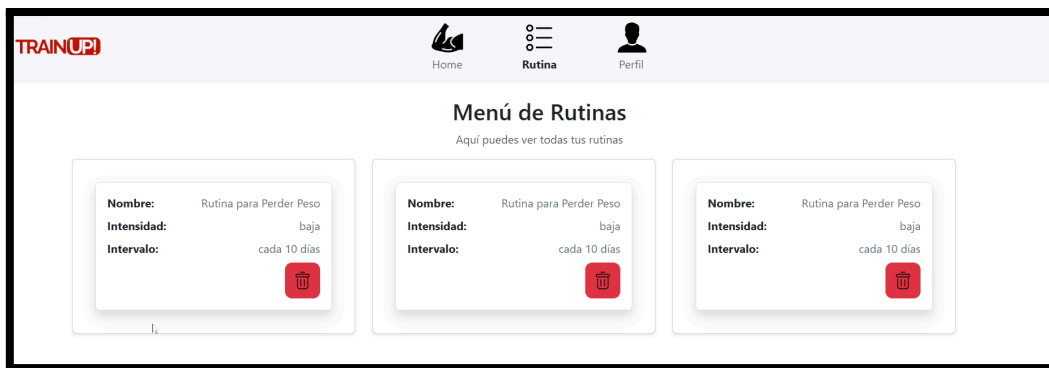 TRAINUP!
Home
Rutina
Perfil
Menú de Rutinas
Aquí puedes ver todas tus rutinas
Nombre: Rutina para Perder Peso
Intensidad: baja
Intervalo: cada 10 días
Nombre: Rutina para Perder Peso
Intensidad: baja
Intervalo: cada 10 días
Nombre: Rutina para Perder Peso
Intensidad: baja
Intervalo: cada 10 días